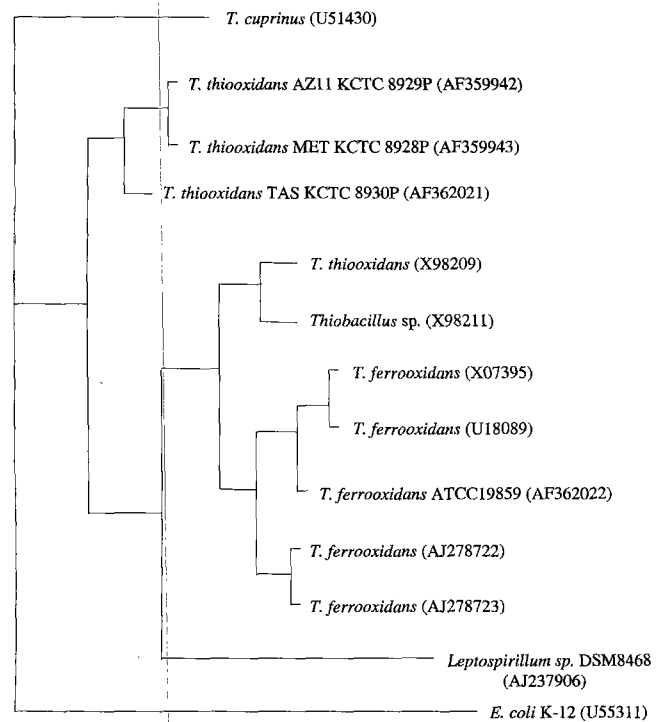 T. cuprinus (U51430)
T. thiooxidans AZ11 KCTC 8929P (AF359942)
T. thiooxidans MET KCTC 8928P (AF359943)
T. thiooxidans TAS KCTC 8930P (AF362021)
T. thiooxidans (X98209)
Thiobacillus sp. (X98211)
T. ferrooxidans (X07395)
T. ferrooxidans (U18089)
T. ferrooxidans ATCC19859 (AF362022)
T. ferrooxidans (AJ278722)
T. ferrooxidans (AJ278723)
Leptospirillum sp. DSM8468
(AJ237906)
E. coli K-12 (U55311)